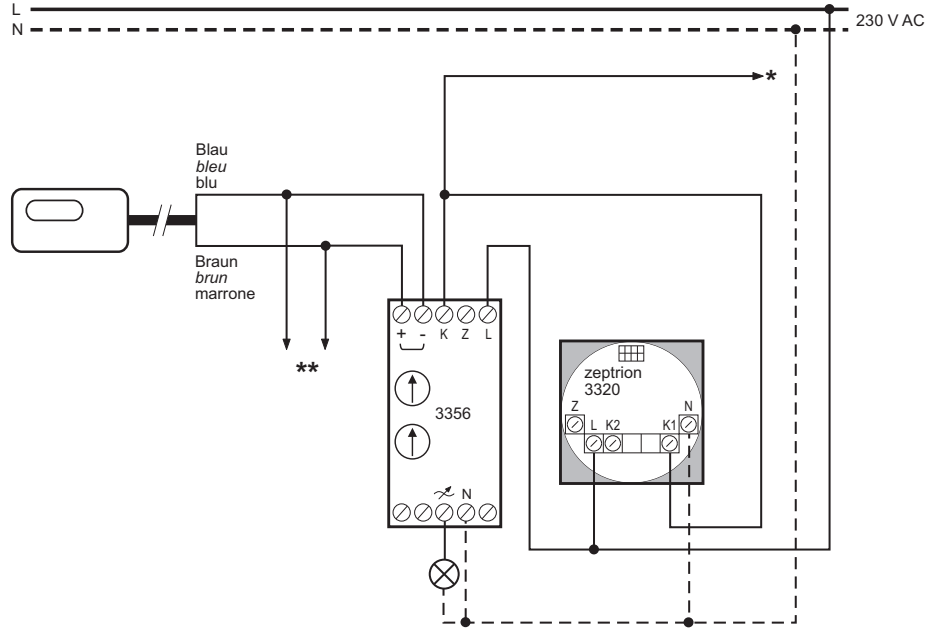 L
N
230 V AC
*
Blau
bleu
blu
Braun
brun
marrone
**
+ - K Z L
3356
N
zeptrion
3320
Z
N
L K2
K1